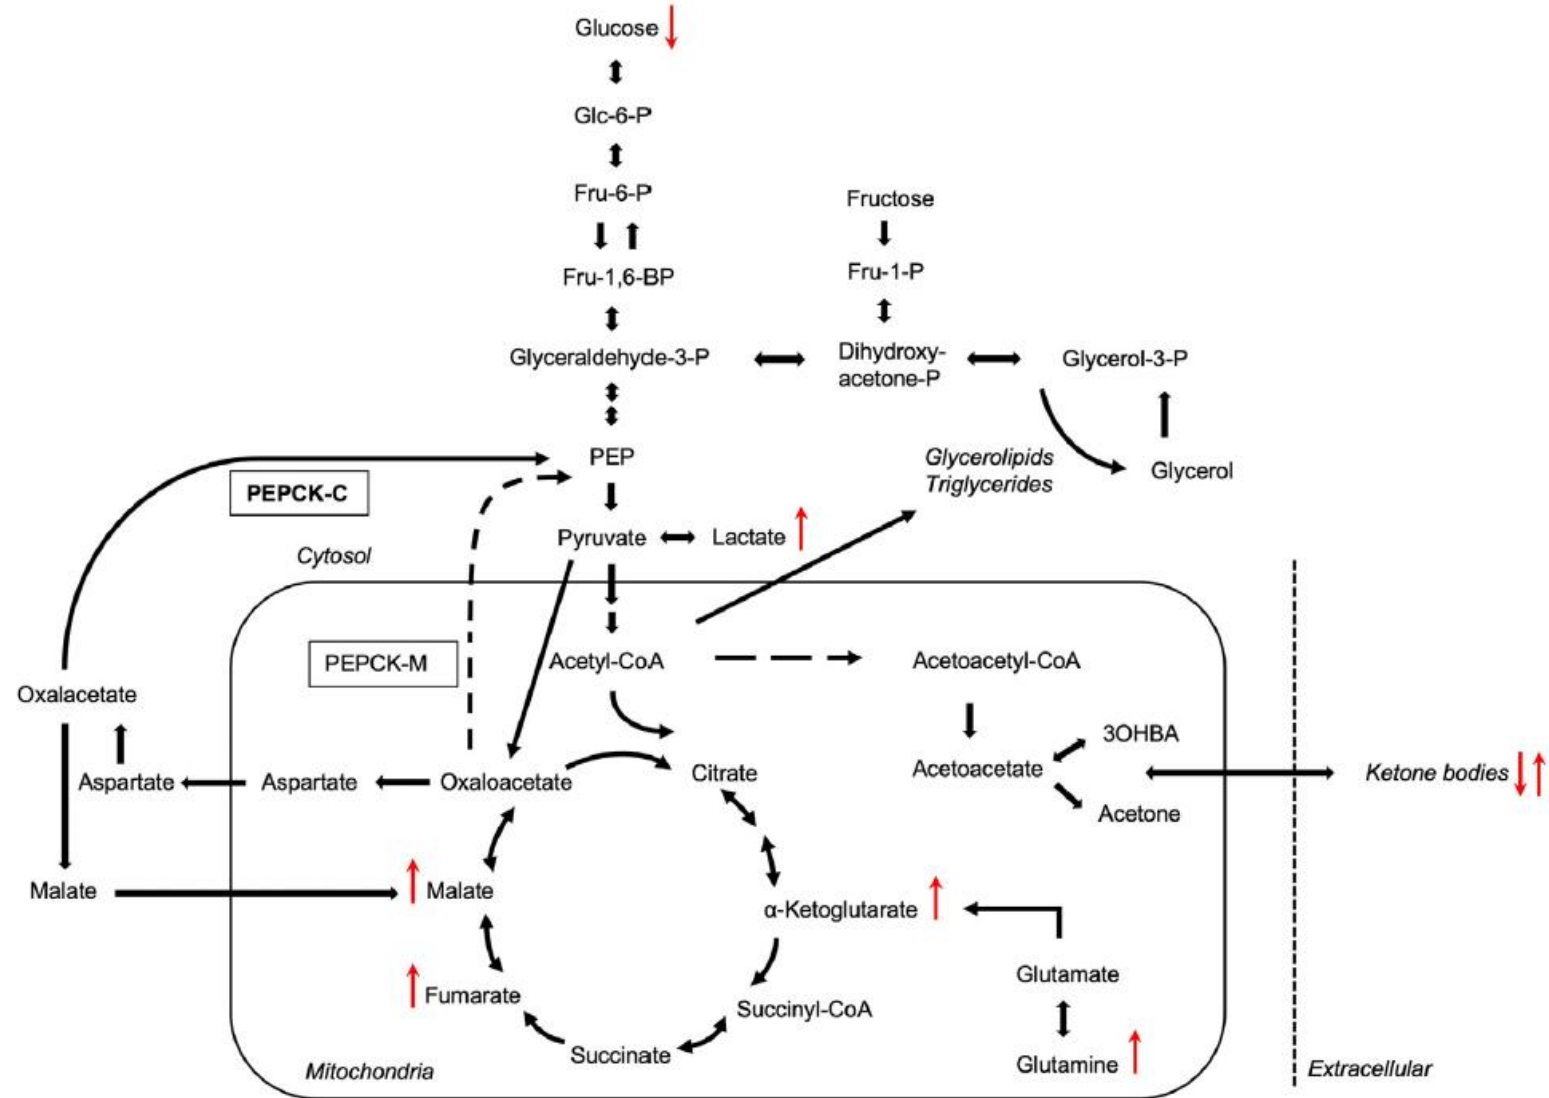 Glucose
Glc-6-P
Fru-6-P
Fructose
Fru-1,6-BP
Fru-1-P
Glyceraldehyde-3-P
Dihydroxy-
acetone-P
Glycerol-3-P
PEP
Glycerolipids
Triglycerides
Glycerol
PEPCK-C
Pyruvate
Lactate
Cytosol
PEPCK-M
Acetyl-CoA
Acetoacetyl-CoA
Oxalacetate
3OHBA
Aspartate
Aspartate
Oxaloacetate
Citrate
Acetoacetate
Ketone bodies
Acetone
Malate
Malate
α-Ketoglutarate
Glutamate
Fumarate
Succinyl-CoA
Succinate
Glutamine
Mitochondria
Extracellular